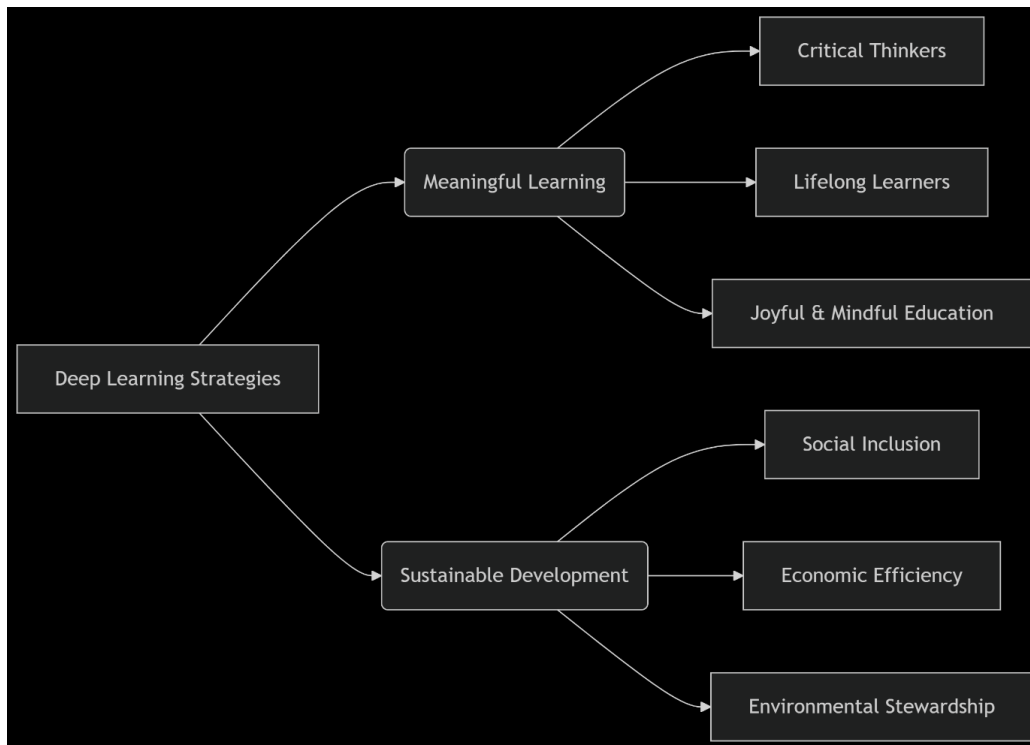 Critical Thinkers
Meaningful Learning
Lifelong Learners
Joyful & Mindful Education
Deep Learning Strategies
Social Inclusion
Sustainable Development
Economic Efficiency
Environmental Stewardship